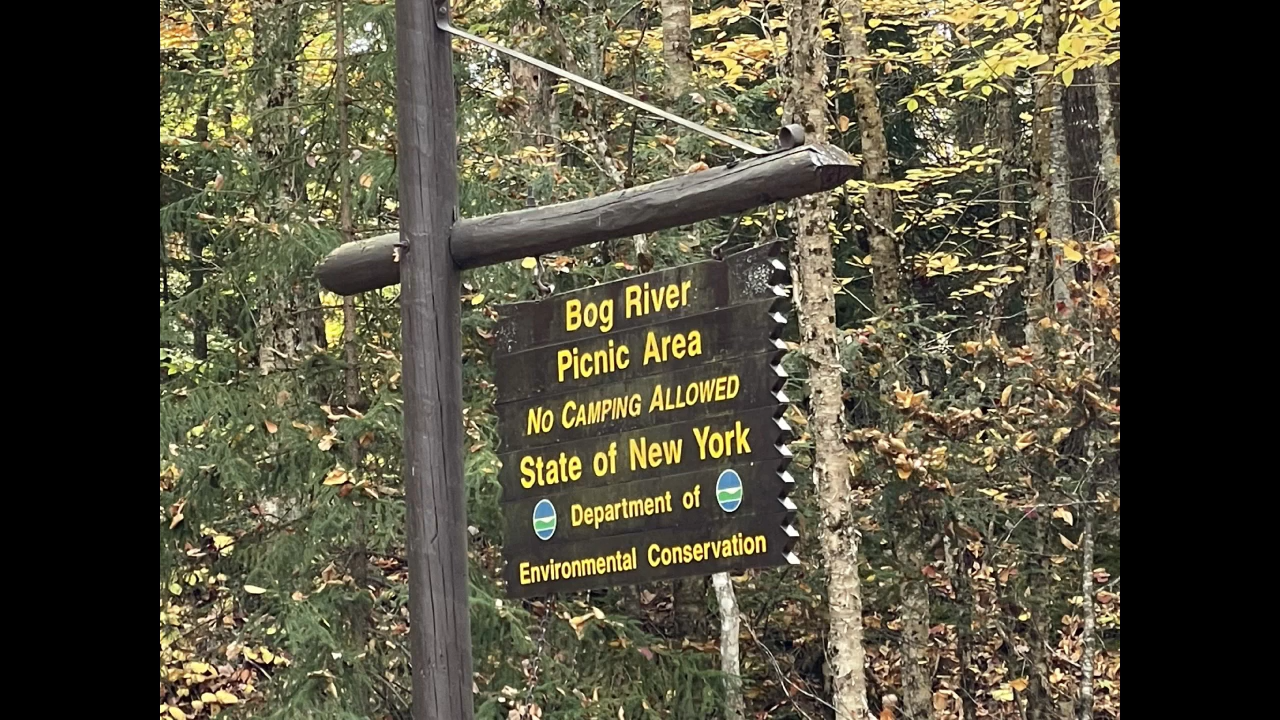 Bog River
Picnic Area
No Camping Allowed
State of New York
Department of
Environmental Conservation